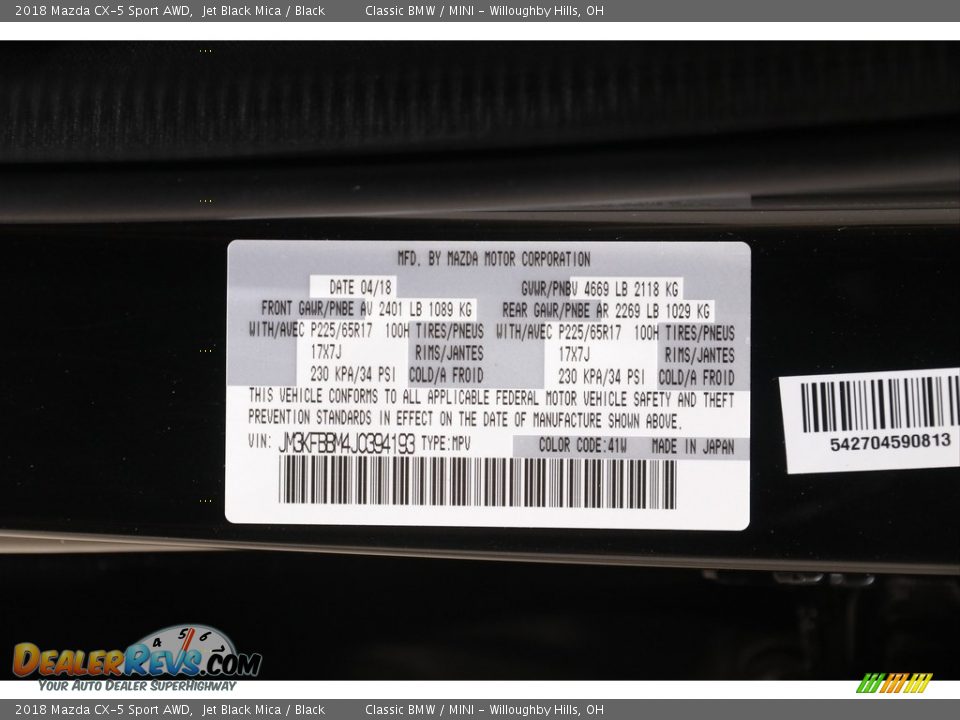 2018 Mazda CX-5 Sport AWD, Jet Black Mica / Black Classic BMW / MINI - Willoughby Hills, OH
MFD. BY MAZDA MOTOR CORPORATION
DATE 04/18 GVWR/PNBV 4669 LB 2118 KG
FRONT GAWR/PNBE AV 2401 LB 1089 KG REAR GAWR/PNBE AR 2269 LB 1029 KG
WITH/AVEC P225/65R17 100H TIRES/PNEUS WITH/AVEC P225/65R17 100H TIRES/PNEUS
17X7J RIMS/JANTES 17X7J RIMS/JANTES
230 KPA/34 PSI COLD/A FROID 230 KPA/34 PSI COLD/A FROID
THIS VEHICLE CONFORMS TO ALL APPLICABLE FEDERAL MOTOR VEHICLE SAFETY AND THEFT
PREVENTION STANDARDS IN EFFECT ON THE DATE OF MANUFACTURE SHOWN ABOVE.
VIN: JM3KFBBM4J0394193 TYPE:MPV COLOR CODE:41W MADE IN JAPAN
542704590813
4 5 6
DEALERREVS.COM
YOUR AUTO DEALER SUPERHIGHWAY
2018 Mazda CX-5 Sport AWD, Jet Black Mica / Black Classic BMW / MINI - Willoughby Hills, OH